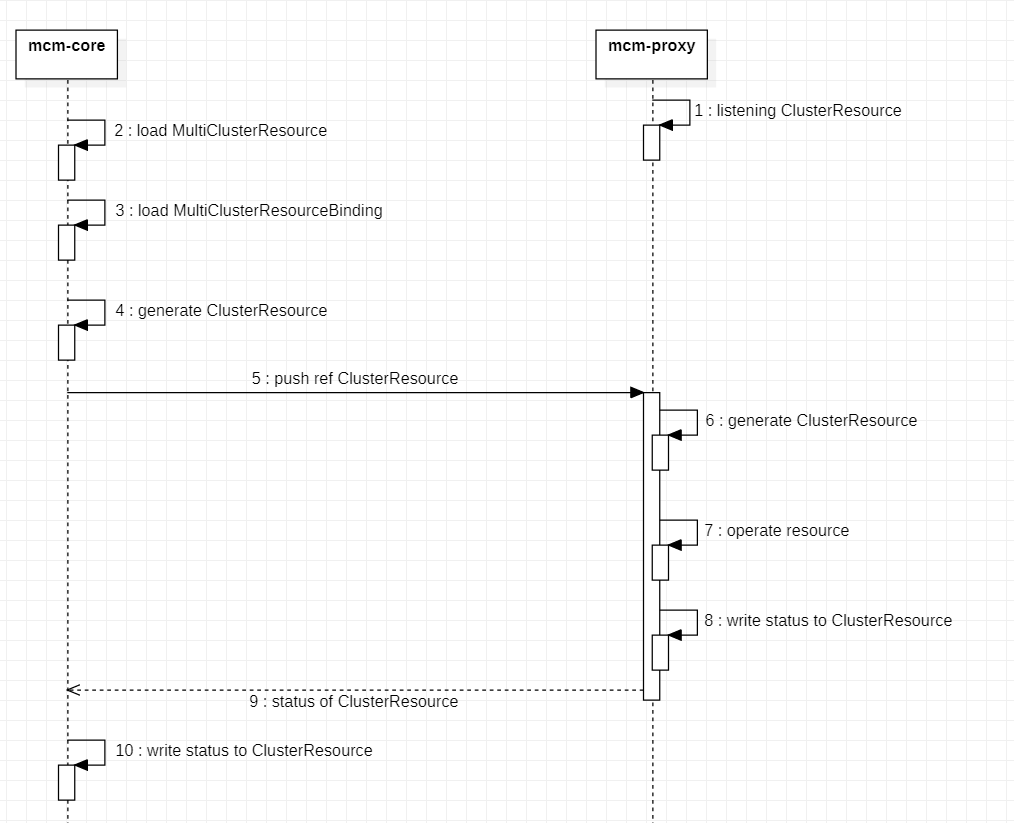 mcm-core
mcm-proxy
1 : listening ClusterResource
2 : load MultiClusterResource
3 : load MultiClusterResourceBinding
4 : generate ClusterResource
5 : push ref ClusterResource
6 : generate ClusterResource
7 : operate resource
8 : write status to ClusterResource
9 : status of ClusterResource
10 : write status to ClusterResource